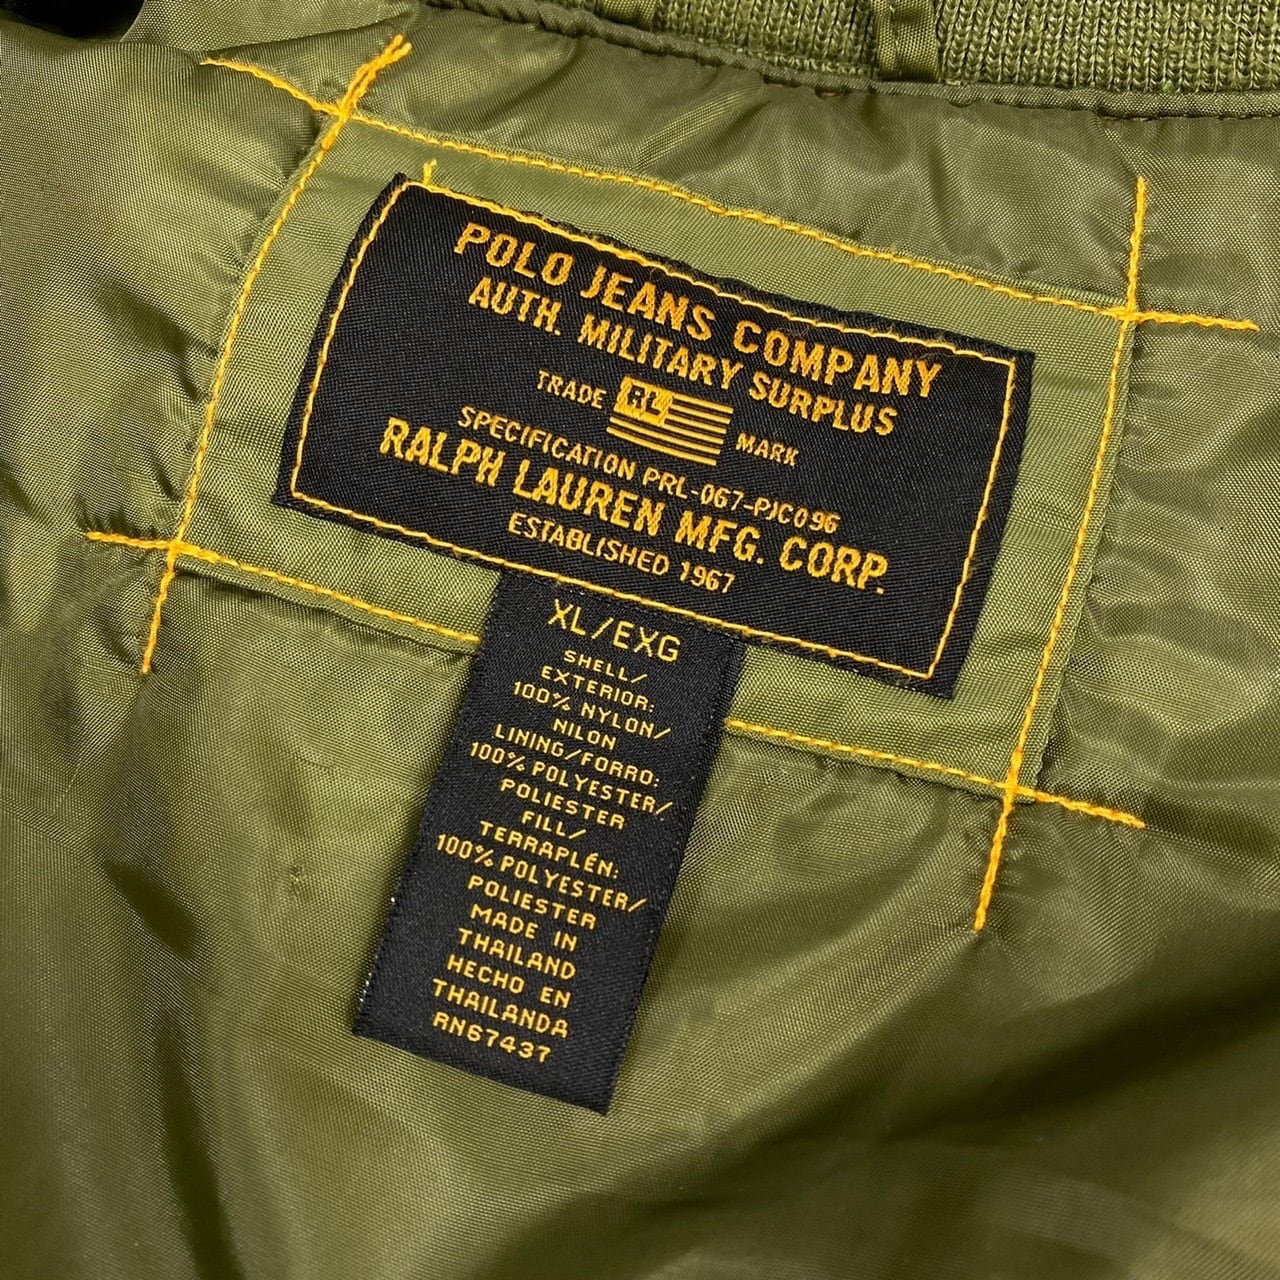 POLO JEANS COMPANY
AUTH. MILITARY SURPLUS
TRADE RL MARK
SPECIFICATION PRL-067-PJC096
RALPH LAUREN MFG. CORP.
ESTABLISHED 1967
XL/EXG
SHELL/
EXTERIOR:
100% NYLON/
NILON
LINING/FORRO:
100% POLYESTER/
POLIESTER
FILL/
TERRAPLÉN:
100% POLYESTER/
POLIESTER
MADE IN
THAILAND
HECHO EN
THAILANDA
RN67437